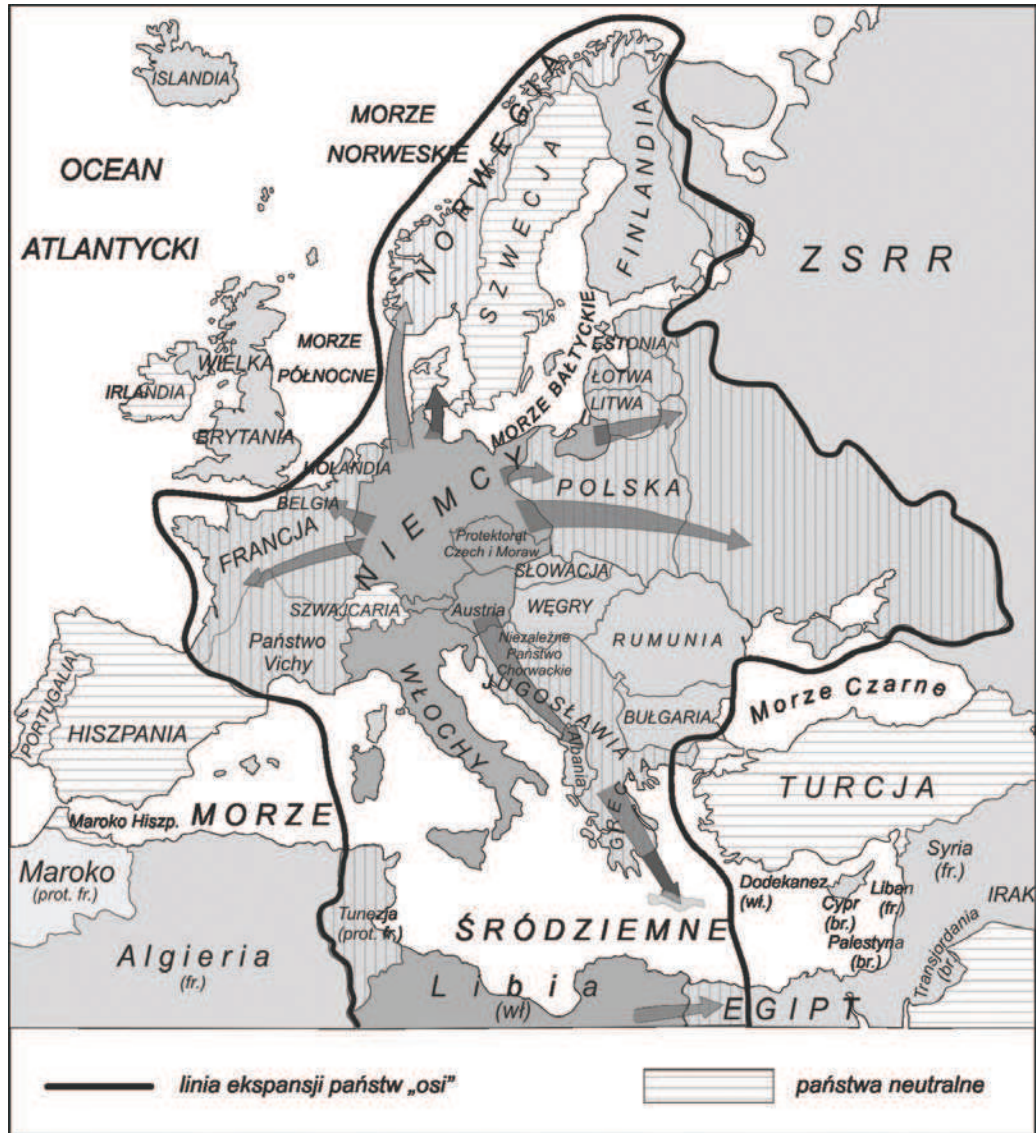 ISLANDIA
MORZE
NORWESKIE
OCEAN
ATLANTYCKI
NORWEGIA
SZWECJA
FINLANDIA
ZSRR
MORZE
PÓŁNOCNE
WIELKA
BRYTANIA
IRLANDIA
MORZE BAŁTYCKIE
ESTONIA
ŁOTWA
LITWA
HOLANDIA
BELGIA
FRANCJA
NIEMCY
POLSKA
Protektorat
Czech i Moraw
SŁOWACJA
SZWAJCARIA
Austria
WĘGRY
RUMUNIA
Państwo
Vichy
Niezależne
Państwo
Chorwackie
JUGOSŁAWIA
BUŁGARIA
Morze Czarne
WŁOCHY
Albania
GRECJA
PORTUGALIA
HISZPANIA
TURCJA
Maroko Hiszp.
MORZE
ŚRÓDZIEMNE
Maroko
(prot. fr.)
Algieria
(fr.)
Tunezja
(prot. fr.)
Libia
(wł)
EGIPT
Dodekanez
(wł.)
Cypr
(br.)
Liban
(fr.)
Syria
(fr.)
IRAK
Palestyna
(br.)
Transjordania
(br.)
linia ekspansji państw „osi”
państwa neutralne